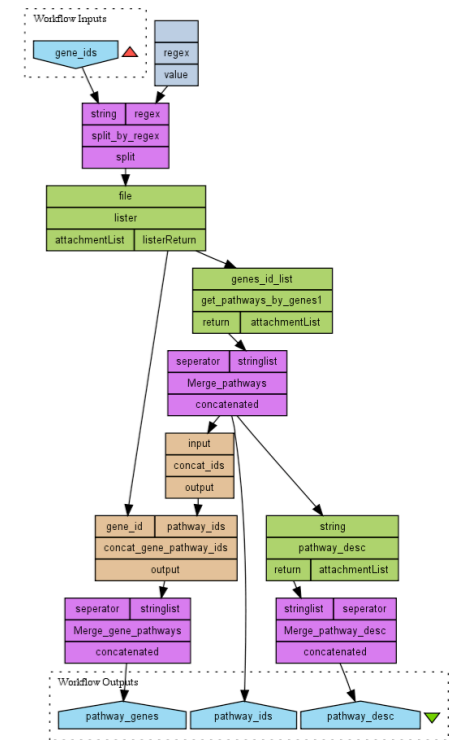 Workflow Inputs
gene_ids
regex
value
string regex
split_by_regex
split
file
lister
attachmentList listerReturn
genes_id_list
get_pathways_by_genes1
return attachmentList
seperator stringlist
Merge_pathways
concatenated
input
concat_ids
output
gene_id pathway_ids
concat_gene_pathway_ids
output
string
pathway_desc
return attachmentList
seperator stringlist
Merge_gene_pathways
concatenated
stringlist seperator
Merge_pathway_desc
concatenated
Workflow Outputs
pathway_genes pathway_ids pathway_desc